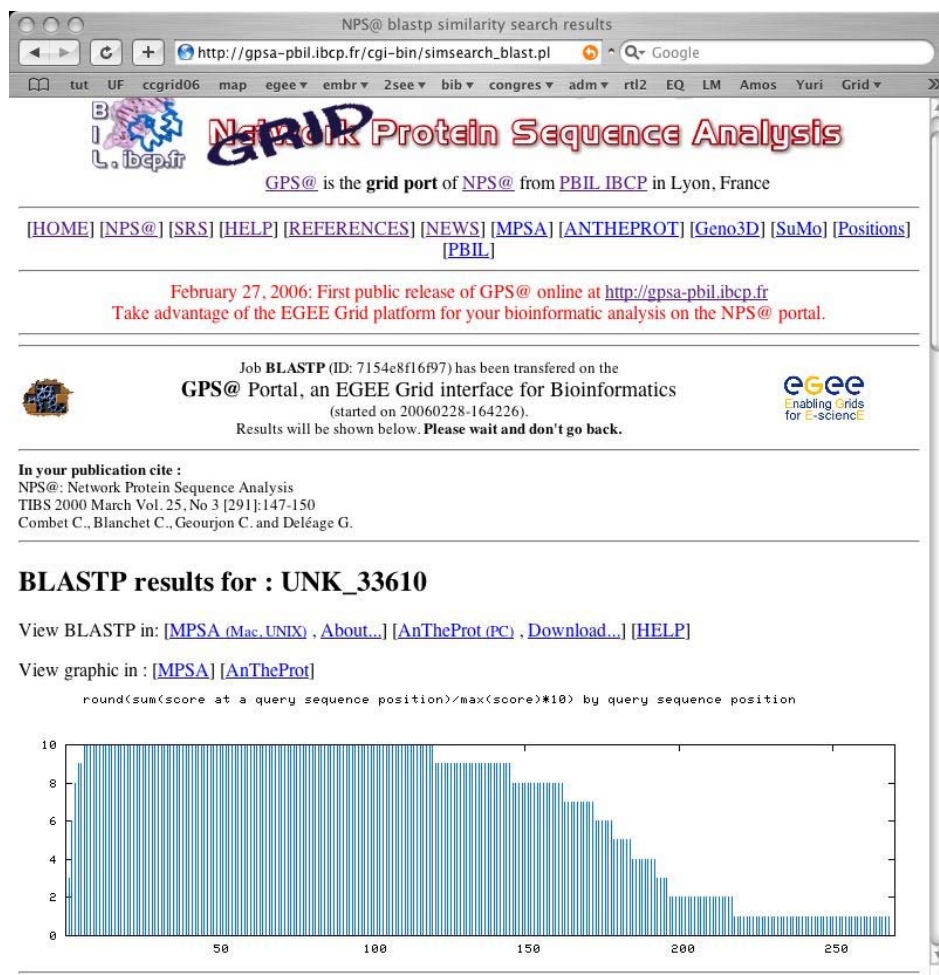 NPS@ blastp similarity search results
http://gpsa-pbil.ibcp.fr/cgi-bin/simsearch_blast.pl Google
tut UF ccgrid06 map egee embr 2see bib congres adm rtl2 EQ LM Amos Yuri Grid
B
I
L.ibcp.fr
GRID Protein Sequence Analysis
GPS@ is the grid port of NPS@ from PBIL IBCP in Lyon, France
[HOME] [NPS@] [SRS] [HELP] [REFERENCES] [NEWS] [MPSA] [ANTHEPROT] [Geno3D] [SuMo] [Positions]
[PBIL]
February 27, 2006: First public release of GPS@ online at http://gpsa-pbil.ibcp.fr
Take advantage of the EGEE Grid platform for your bioinformatic analysis on the NPS@ portal.
Job BLASTP (ID: 7154e8f16f97) has been transfered on the
GPS@ Portal, an EGEE Grid interface for Bioinformatics
(started on 20060228-164226).
Results will be shown below. Please wait and don't go back.
egee
Enabling Grids
for E-sciencE
In your publication cite :
NPS@: Network Protein Sequence Analysis
TIBS 2000 March Vol. 25, No 3 [291]:147-150
Combet C., Blanchet C., Geourjon C. and Deléage G.
BLASTP results for : UNK_33610
View BLASTP in: [MPSA (Mac, UNIX) , About...] [AnTheProt (PC) , Download...] [HELP]
View graphic in : [MPSA] [AnTheProt]
round(sum(score at a query sequence position)/max(score)*10) by query sequence position
10
8
6
4
2
0
50 100 150 200 250